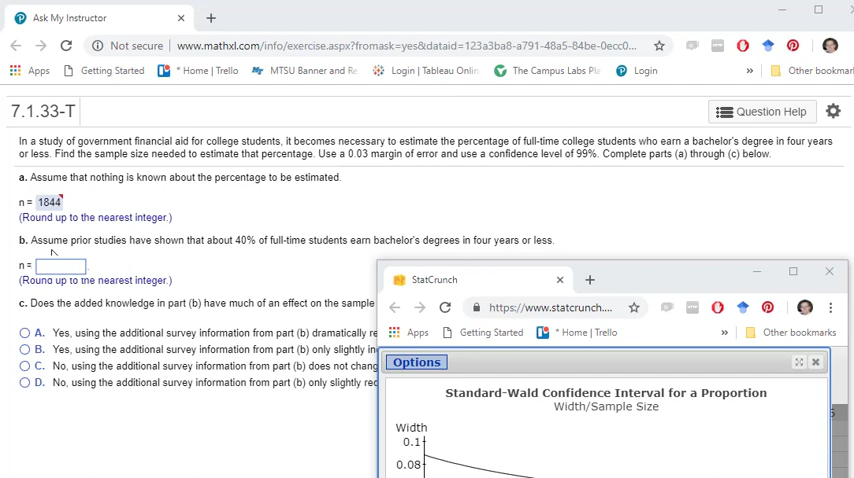 Ask My Instructor
Not secure | www.mathxl.com/info/exercise.aspx?fromask=yes&dataid=123a3ba8-a791-48a5-84be-0ecc0...
Apps Getting Started * Home | Trello MTSU Banner and Re Login | Tableau Onlin The Campus Labs Pla Login » Other bookmar
7.1.33-T
Question Help
In a study of government financial aid for college students, it becomes necessary to estimate the percentage of full-time college students who earn a bachelor's degree in four years
or less. Find the sample size needed to estimate that percentage. Use a 0.03 margin of error and use a confidence level of 99%. Complete parts (a) through (c) below.
a. Assume that nothing is known about the percentage to be estimated.
n = 1844
(Round up to the nearest integer.)
b. Assume prior studies have shown that about 40% of full-time students earn bachelor's degrees in four years or less.
n = .
(Round up to the nearest integer.)
c. Does the added knowledge in part (b) have much of an effect on the sample
A. Yes, using the additional survey information from part (b) dramatically re
B. Yes, using the additional survey information from part (b) only slightly in
C. No, using the additional survey information from part (b) does not chang
D. No, using the additional survey information from part (b) only slightly red
StatCrunch
https://www.statcrunch....
Apps Getting Started * Home | Trello » Other bookmarks
Options
Standard-Wald Confidence Interval for a Proportion
Width/Sample Size
Width
0.1
0.08